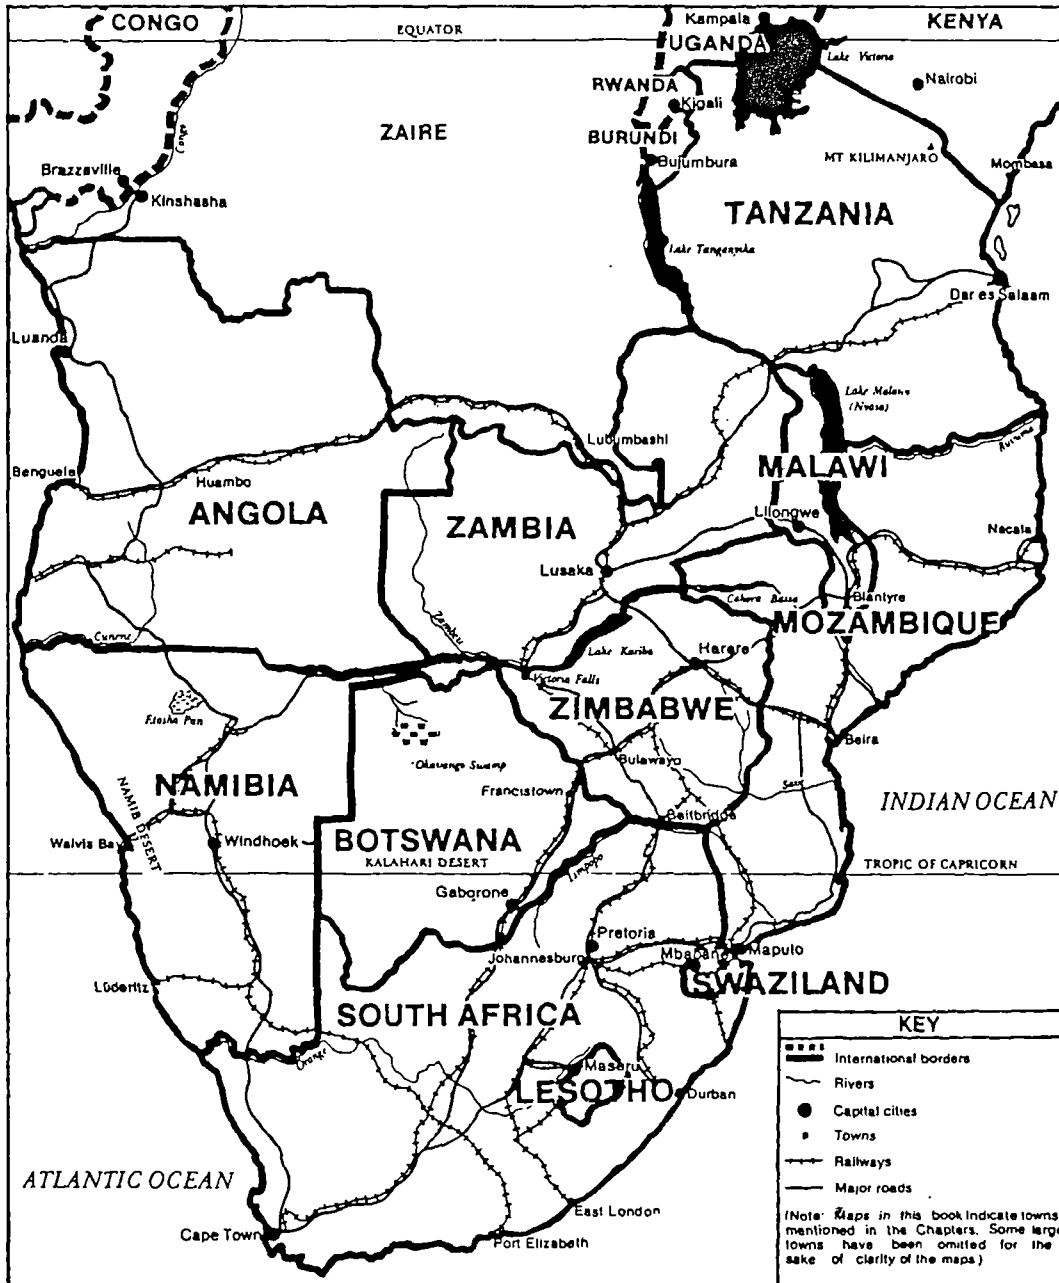 CONGO
EQUATOR
Kampala
UGANDA
KENYA
Lake Victoria
Nairobi
RWANDA
Kigali
ZAIRE
BURUNDI
Bujumbura
MT KILIMANJARO
Mombasa
Congo
Brazzaville
Kinshasha
TANZANIA
Lake Tanganyika
Dar es Salaam
Luanda
Lake Malawi
(Nyasa)
Lubumbashi
Ruvuma
Benguela
Huambo
MALAWI
ANGOLA
ZAMBIA
Lilongwe
Nacala
Lusaka
Cahora Bassa
Blantyre
MOZAMBIQUE
Cunene
Zambezi
Lake Kariba
Harare
Victoria Falls
Etosha Pan
ZIMBABWE
Beira
Okavango Swamp
Bulawayo
NAMIBIA
Francistown
Save
INDIAN OCEAN
NAMIB DESERT
Beitbridge
Walvis Bay
Windhoek
BOTSWANA
KALAHARI DESERT
Limpopo
TROPIC OF CAPRICORN
Gaborone
Pretoria
Johannesburg
Mbabane
Maputo
Lüderitz
SWAZILAND
SOUTH AFRICA
Orange
Maseru
LESOTHO
Durban
ATLANTIC OCEAN
East London
Cape Town
Port Elizabeth
KEY
International borders
Rivers
Capital cities
Towns
Railways
Major roads
(Note: Maps in this book indicate towns
mentioned in the Chapters. Some large
towns have been omitted for the
sake of clarity of the maps)